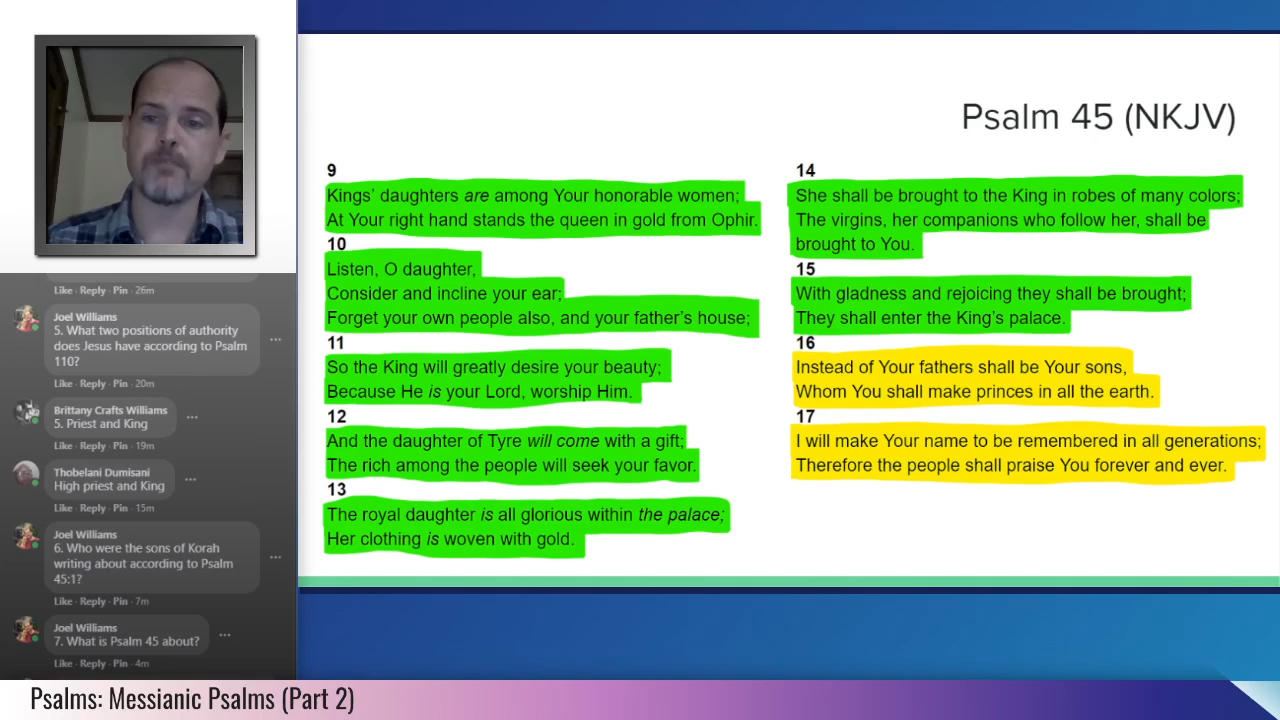 Like · Reply · Pin · 26m
Joel Williams
5. What two positions of authority
does Jesus have according to Psalm
110?
Like · Reply · Pin · 20m
Brittany Crafts Williams
5. Priest and King
Like · Reply · Pin · 19m
Thobelani Dumisani
High priest and King
Like · Reply · Pin · 15m
Joel Williams
6. Who were the sons of Korah
writing about according to Psalm
45:1?
Like · Reply · Pin · 7m
Joel Williams
7. What is Psalm 45 about?
Like · Reply · Pin · 4m
Psalm 45 (NKJV)
9
Kings’ daughters are among Your honorable women;
At Your right hand stands the queen in gold from Ophir.
10
Listen, O daughter,
Consider and incline your ear;
Forget your own people also, and your father’s house;
11
So the King will greatly desire your beauty;
Because He is your Lord, worship Him.
12
And the daughter of Tyre will come with a gift;
The rich among the people will seek your favor.
13
The royal daughter is all glorious within the palace;
Her clothing is woven with gold.
14
She shall be brought to the King in robes of many colors;
The virgins, her companions who follow her, shall be
brought to You.
15
With gladness and rejoicing they shall be brought;
They shall enter the King’s palace.
16
Instead of Your fathers shall be Your sons,
Whom You shall make princes in all the earth.
17
I will make Your name to be remembered in all generations;
Therefore the people shall praise You forever and ever.
Psalms: Messianic Psalms (Part 2)